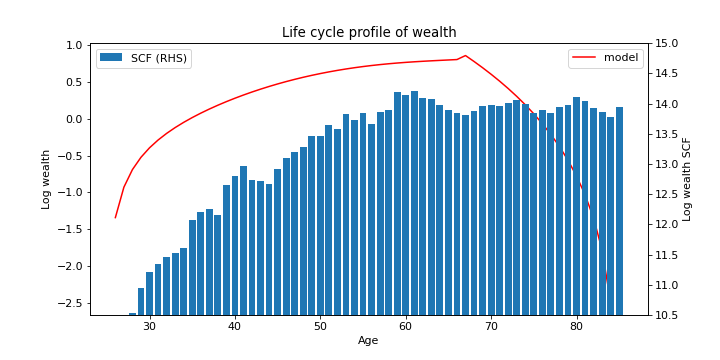 Life cycle profile of wealth
SCF (RHS)
model
1.0
0.5
0.0
−0.5
−1.0
−1.5
−2.0
−2.5
Log wealth
15.0
14.5
14.0
13.5
13.0
12.5
12.0
11.5
11.0
10.5
Log wealth SCF
30 40 50 60 70 80
Age